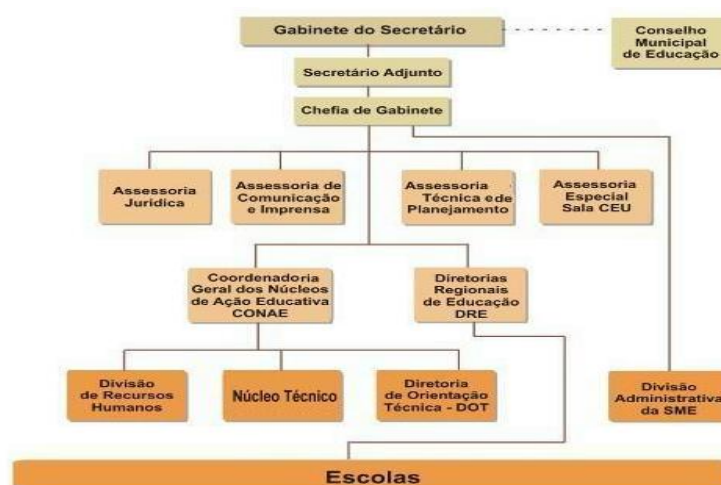 Gabinete do Secretário
Conselho
Municipal
de Educação
Secretário Adjunto
Chefia de Gabinete
Assessoria
Juridica
Assessoria de
Comunicação
e Imprensa
Assessoria
Técnica e de
Planejamento
Assessoria
Especial
Sala CEU
Coordenadoria
Geral dos Núcleos
de Ação Educativa
CONAE
Diretorias
Regionais
de Educação
DRE
Divisão
de Recursos
Humanos
Núcleo Técnico
Diretoria
de Orientação
Técnica - DOT
Divisão
Administrativa
da SME
Escolas